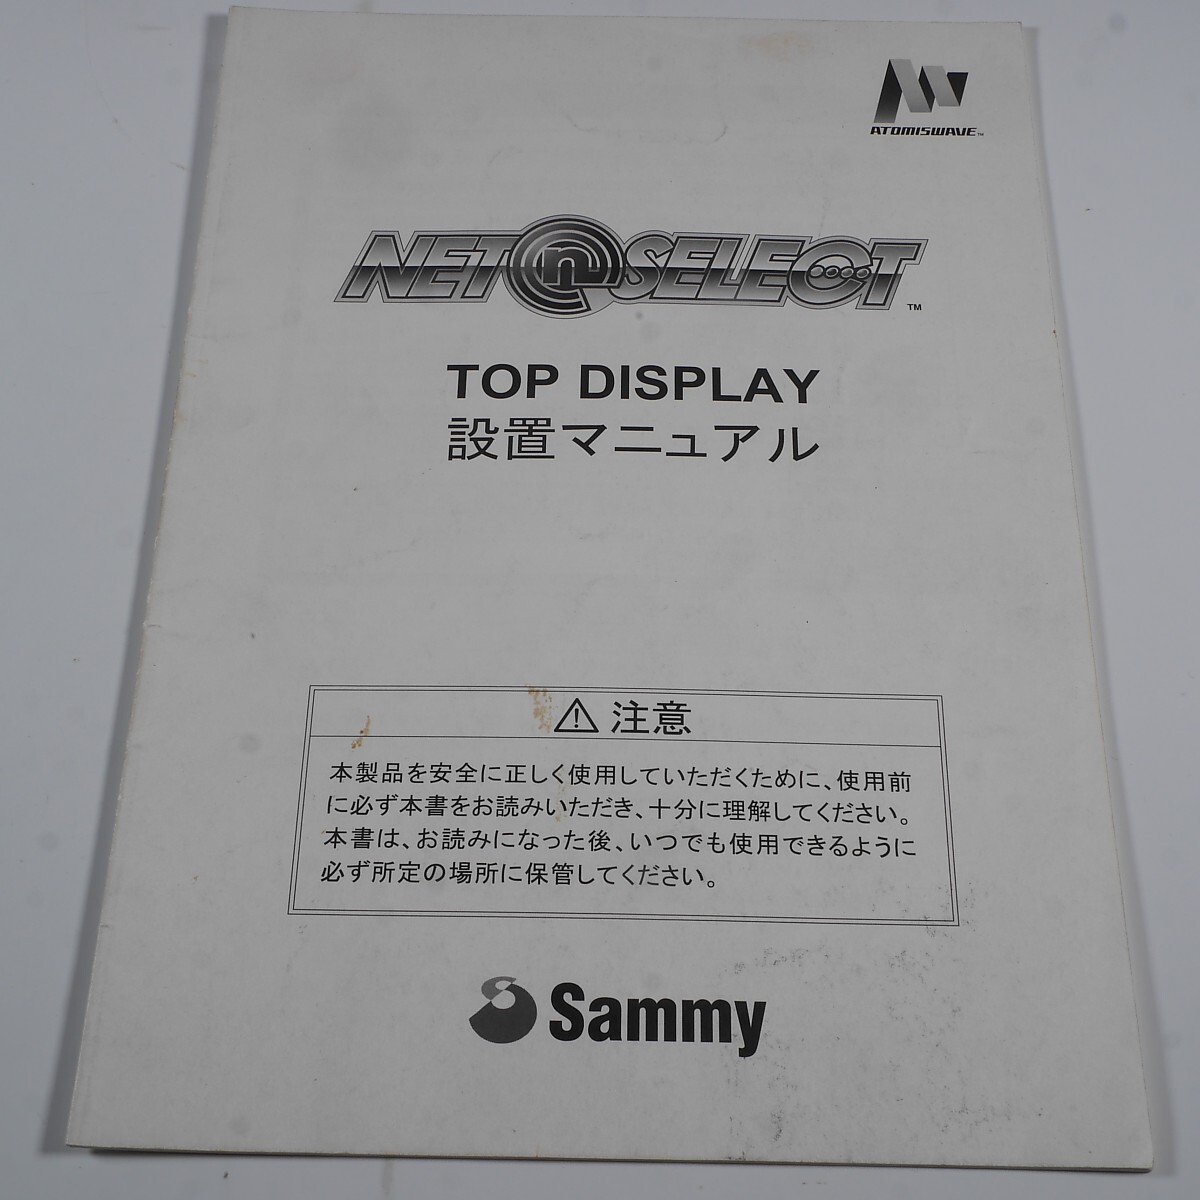 ATOMISWAVE™
NET@SELECT™
TOP DISPLAY
設置マニュアル
⚠ 注意
本製品を安全に正しく使用していただくために、使用前
に必ず本書をお読みいただき、十分に理解してください。
本書は、お読みになった後、いつでも使用できるように
必ず所定の場所に保管してください。
Sammy